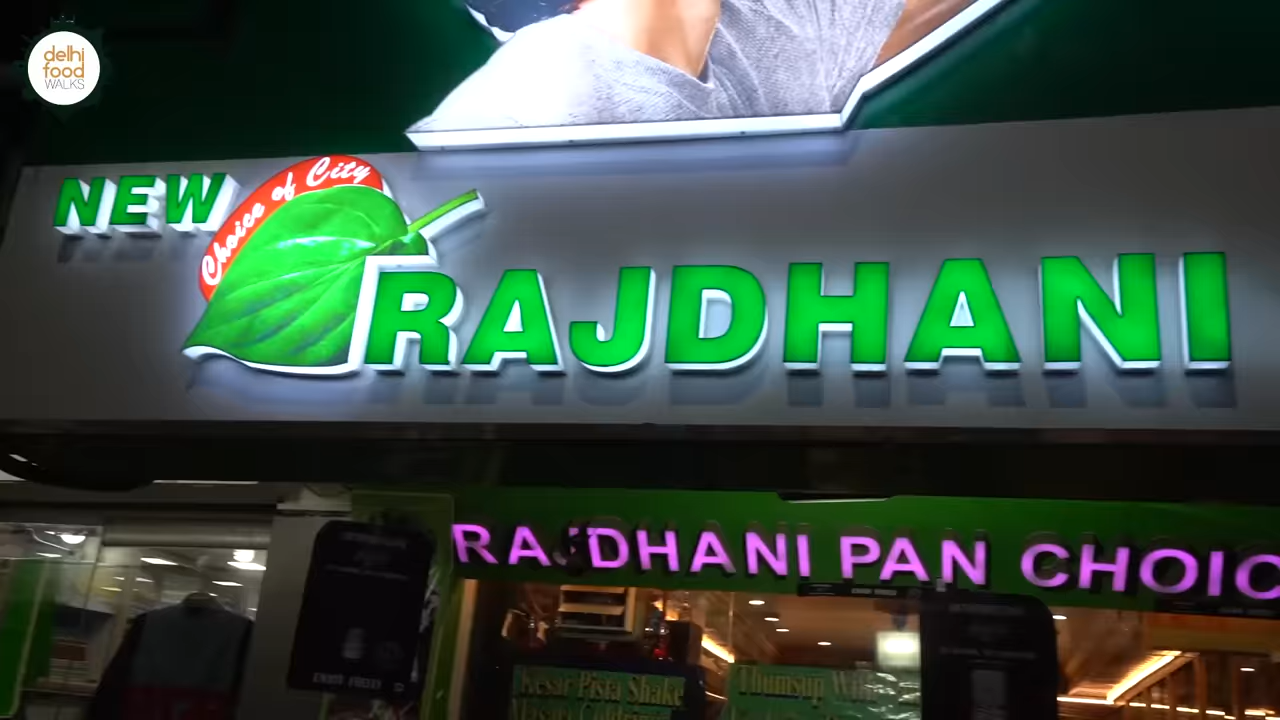 delhi
food
WALKS
NEW
Choice of City
RAJDHANI
RAJDHANI PAN CHOIC
Kesar Pista Shake
Thumsup